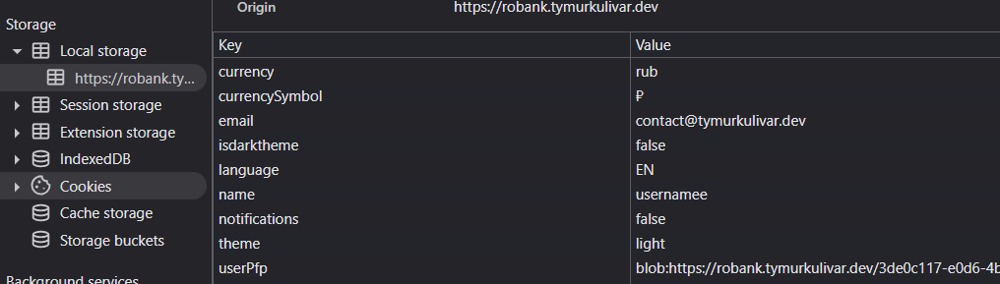 Storage
Local storage
https://robank.ty...
Session storage
Extension storage
IndexedDB
Cookies
Cache storage
Storage buckets
Background services
Origin https://robank.tymurkulivar.dev
Key Value
currency rub
currencySymbol ₽
email contact@tymurkulivar.dev
isdarktheme false
language EN
name usernamee
notifications false
theme light
userPfp blob:https://robank.tymurkulivar.dev/3de0c117-e0d6-4b